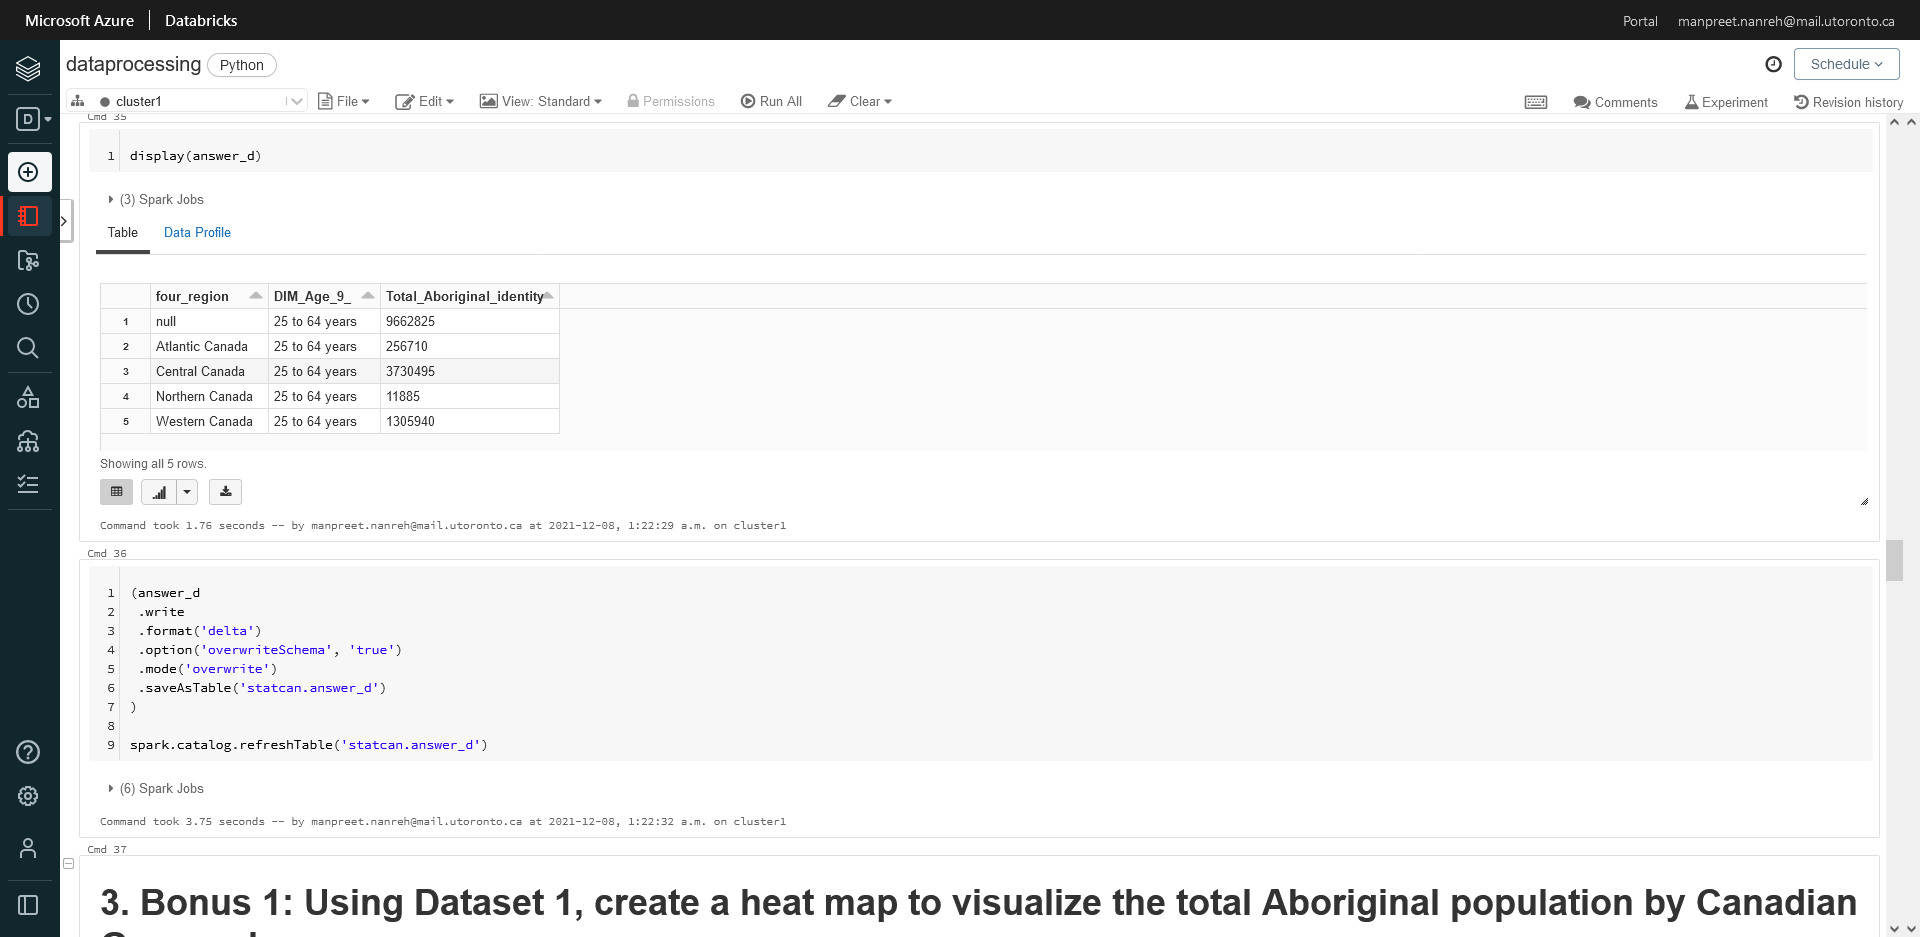 Microsoft Azure | Databricks
Portal manpreet.nanreh@mail.utoronto.ca
dataprocessing Python
Schedule
cluster1 File Edit View: Standard Permissions Run All Clear
Comments Experiment Revision history
D
Cmd 35
1 display(answer_d)
(3) Spark Jobs
Table Data Profile
four_region DIM_Age_9_ Total_Aboriginal_identity
1 null 25 to 64 years 9662825
2 Atlantic Canada 25 to 64 years 256710
3 Central Canada 25 to 64 years 3730495
4 Northern Canada 25 to 64 years 11885
5 Western Canada 25 to 64 years 1305940
Showing all 5 rows.
Command took 1.76 seconds -- by manpreet.nanreh@mail.utoronto.ca at 2021-12-08, 1:22:29 a.m. on cluster1
Cmd 36
1 (answer_d
2 .write
3 .format('delta')
4 .option('overwriteSchema', 'true')
5 .mode('overwrite')
6 .saveAsTable('statcan.answer_d')
7 )
8
9 spark.catalog.refreshTable('statcan.answer_d')
(6) Spark Jobs
Command took 3.75 seconds -- by manpreet.nanreh@mail.utoronto.ca at 2021-12-08, 1:22:32 a.m. on cluster1
Cmd 37
3. Bonus 1: Using Dataset 1, create a heat map to visualize the total Aboriginal population by Canadian